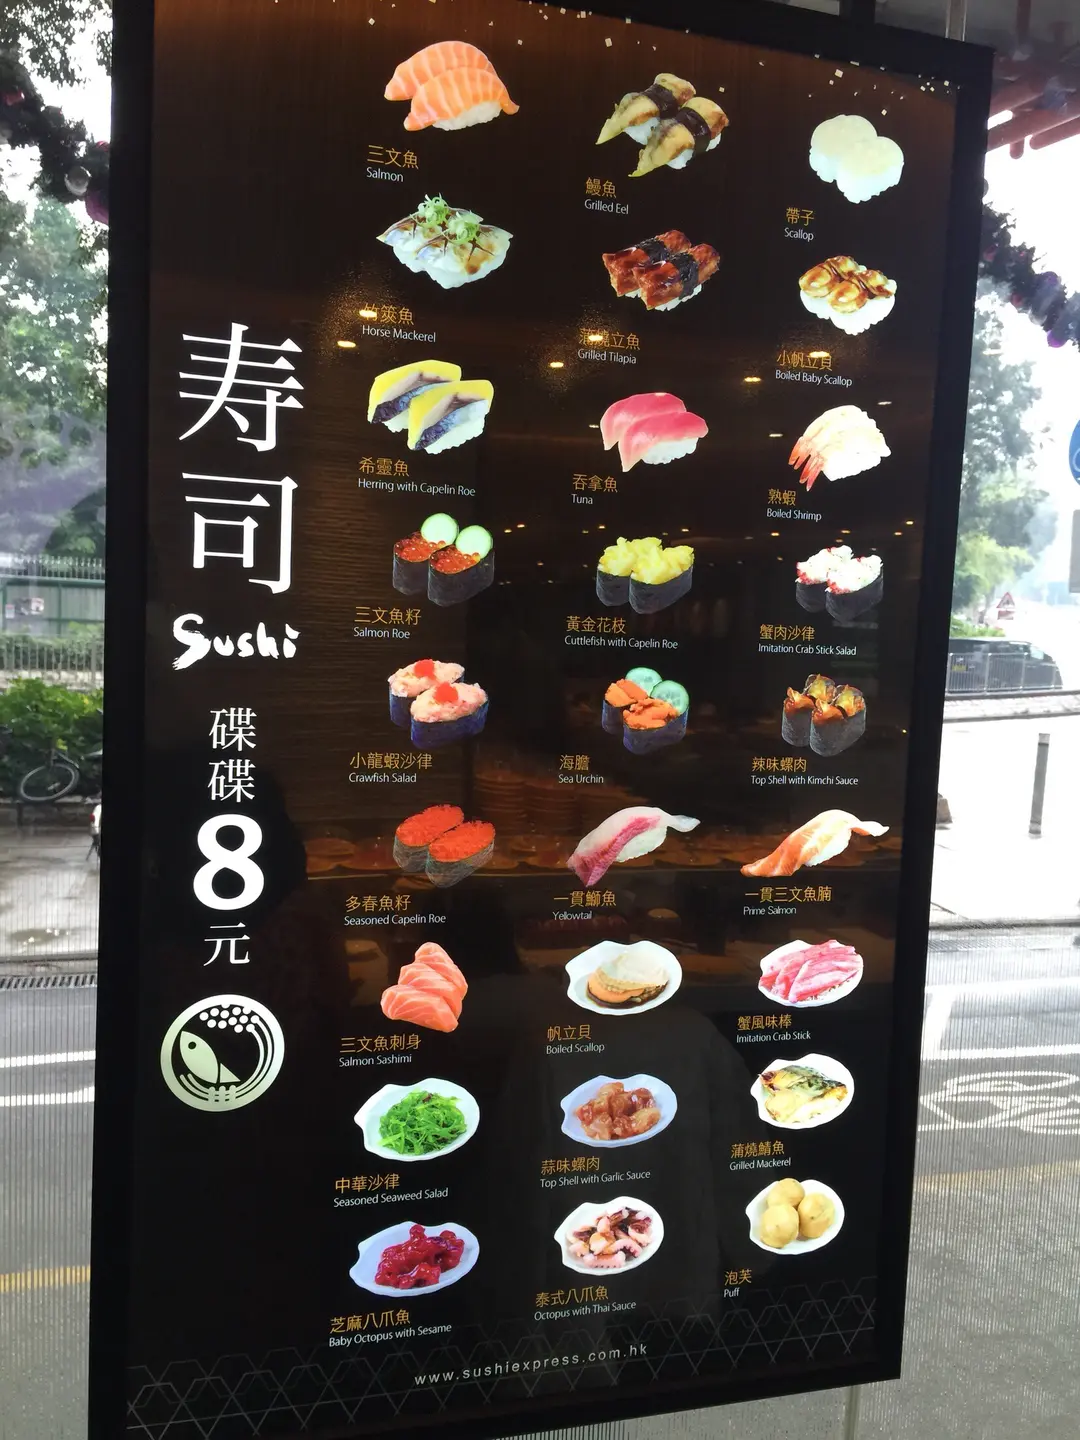 寿司
Sushi
碟碟
8
元
三文魚
Salmon
鰻魚
Grilled Eel
帶子
Scallop
竹筴魚
Horse Mackerel
蒲燒立魚
Grilled Tilapia
小帆立貝
Boiled Baby Scallop
希靈魚
Herring with Capelin Roe
吞拿魚
Tuna
熟蝦
Boiled Shrimp
三文魚籽
Salmon Roe
黃金花枝
Cuttlefish with Capelin Roe
蟹肉沙律
Imitation Crab Stick Salad
小龍蝦沙律
Crawfish Salad
海膽
Sea Urchin
辣味螺肉
Top Shell with Kimchi Sauce
多春魚籽
Seasoned Capelin Roe
一貫鰤魚
Yellowtail
一貫三文魚腩
Prime Salmon
三文魚刺身
Salmon Sashimi
帆立貝
Boiled Scallop
蟹風味棒
Imitation Crab Stick
中華沙律
Seasoned Seaweed Salad
蒜味螺肉
Top Shell with Garlic Sauce
蒲燒鯖魚
Grilled Mackerel
芝麻八爪魚
Baby Octopus with Sesame
泰式八爪魚
Octopus with Thai Sauce
泡芙
Puff
www.sushiexpress.com.hk